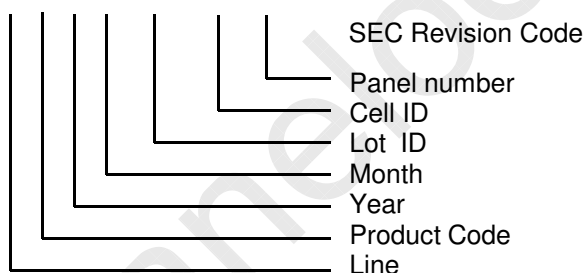 SEC Revision Code
Panel number
Cell ID
Lot ID
Month
Year
Product Code
Line